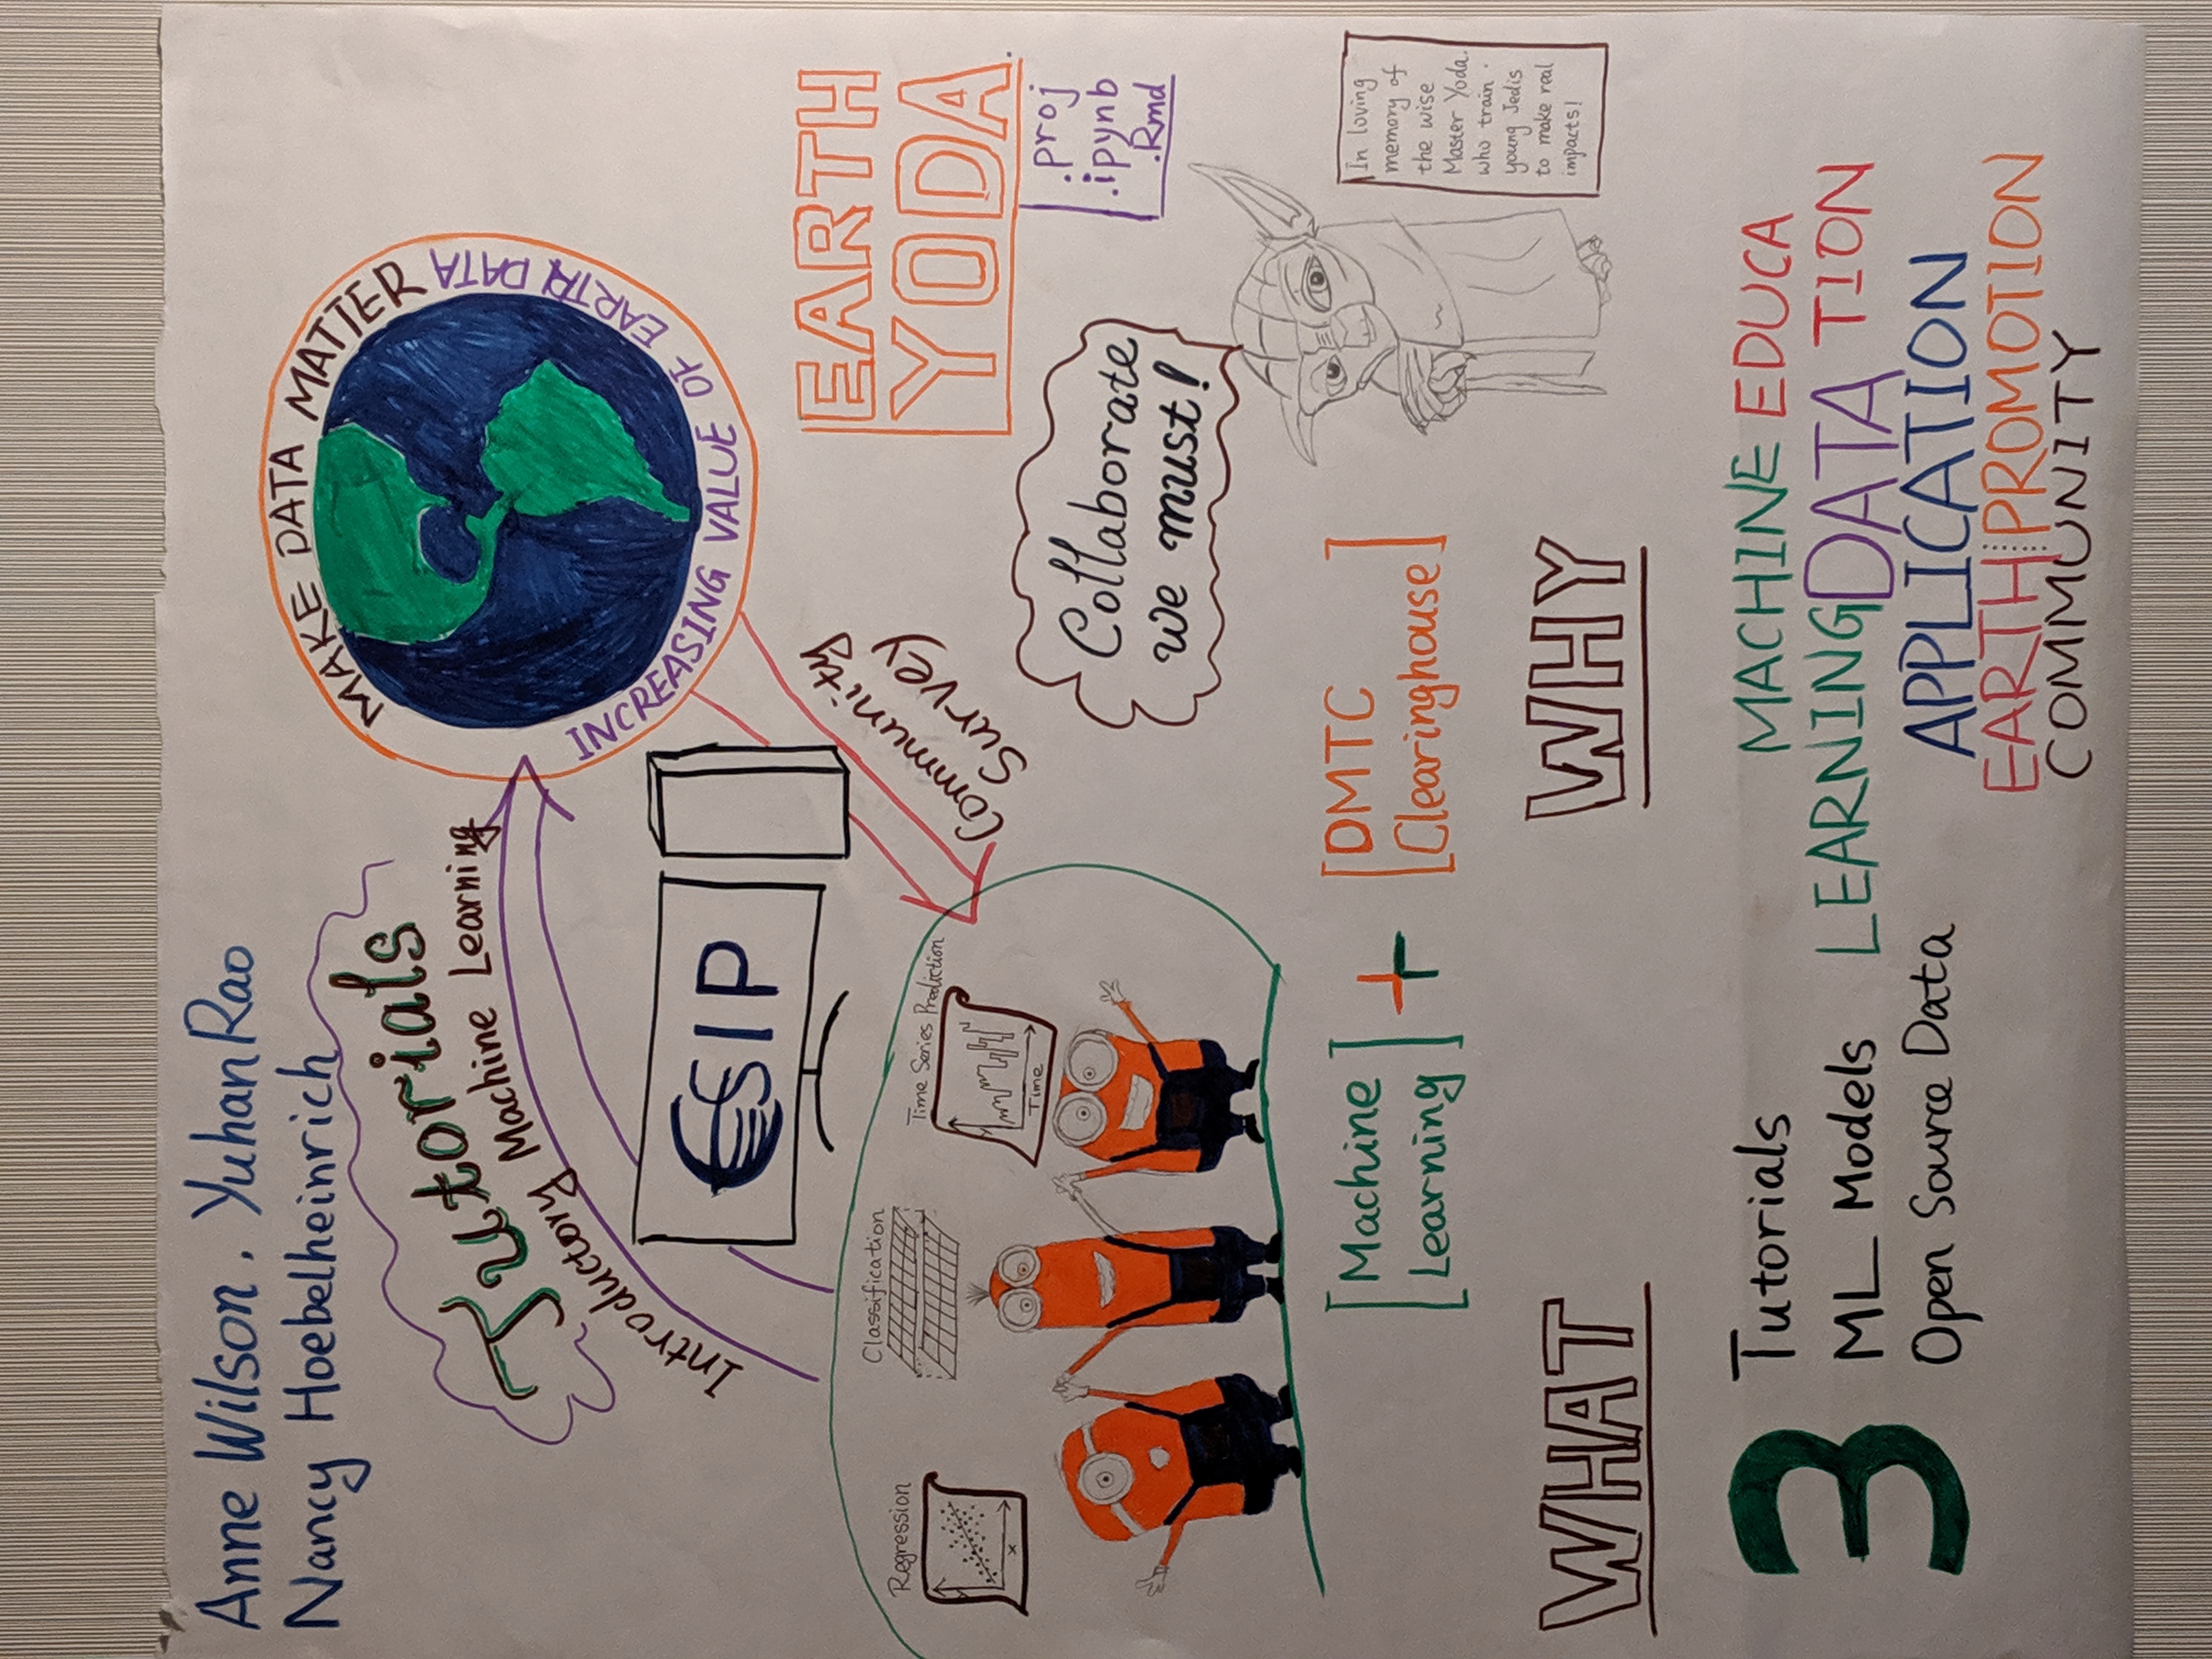 Anne Wilson. Yuhan Rao
Nancy Hoebelheinrich
Tutorials
Introductory Machine Learning
MAKE DATA MATTER
INCREASING VALUE OF EARTH DATA
ESIP
Community
Survey
Regression
x
y
Classification
Time Series Prediction
Time
EARTH
YODA.
.proj
.ipynb
.Rmd
Collaborate
we must!
[Machine
Learning]
+
[DMTC
Clearinghouse]
In loving
memory of
the wise
Master Yoda.
who train
young Jedis
to make real
impacts!
WHAT
WHY
3
Tutorials
ML Models
Open Source Data
MACHINE EDUCA
LEARNING DATA TION
APPLICATION
EARTH PROMOTION
COMMUNITY